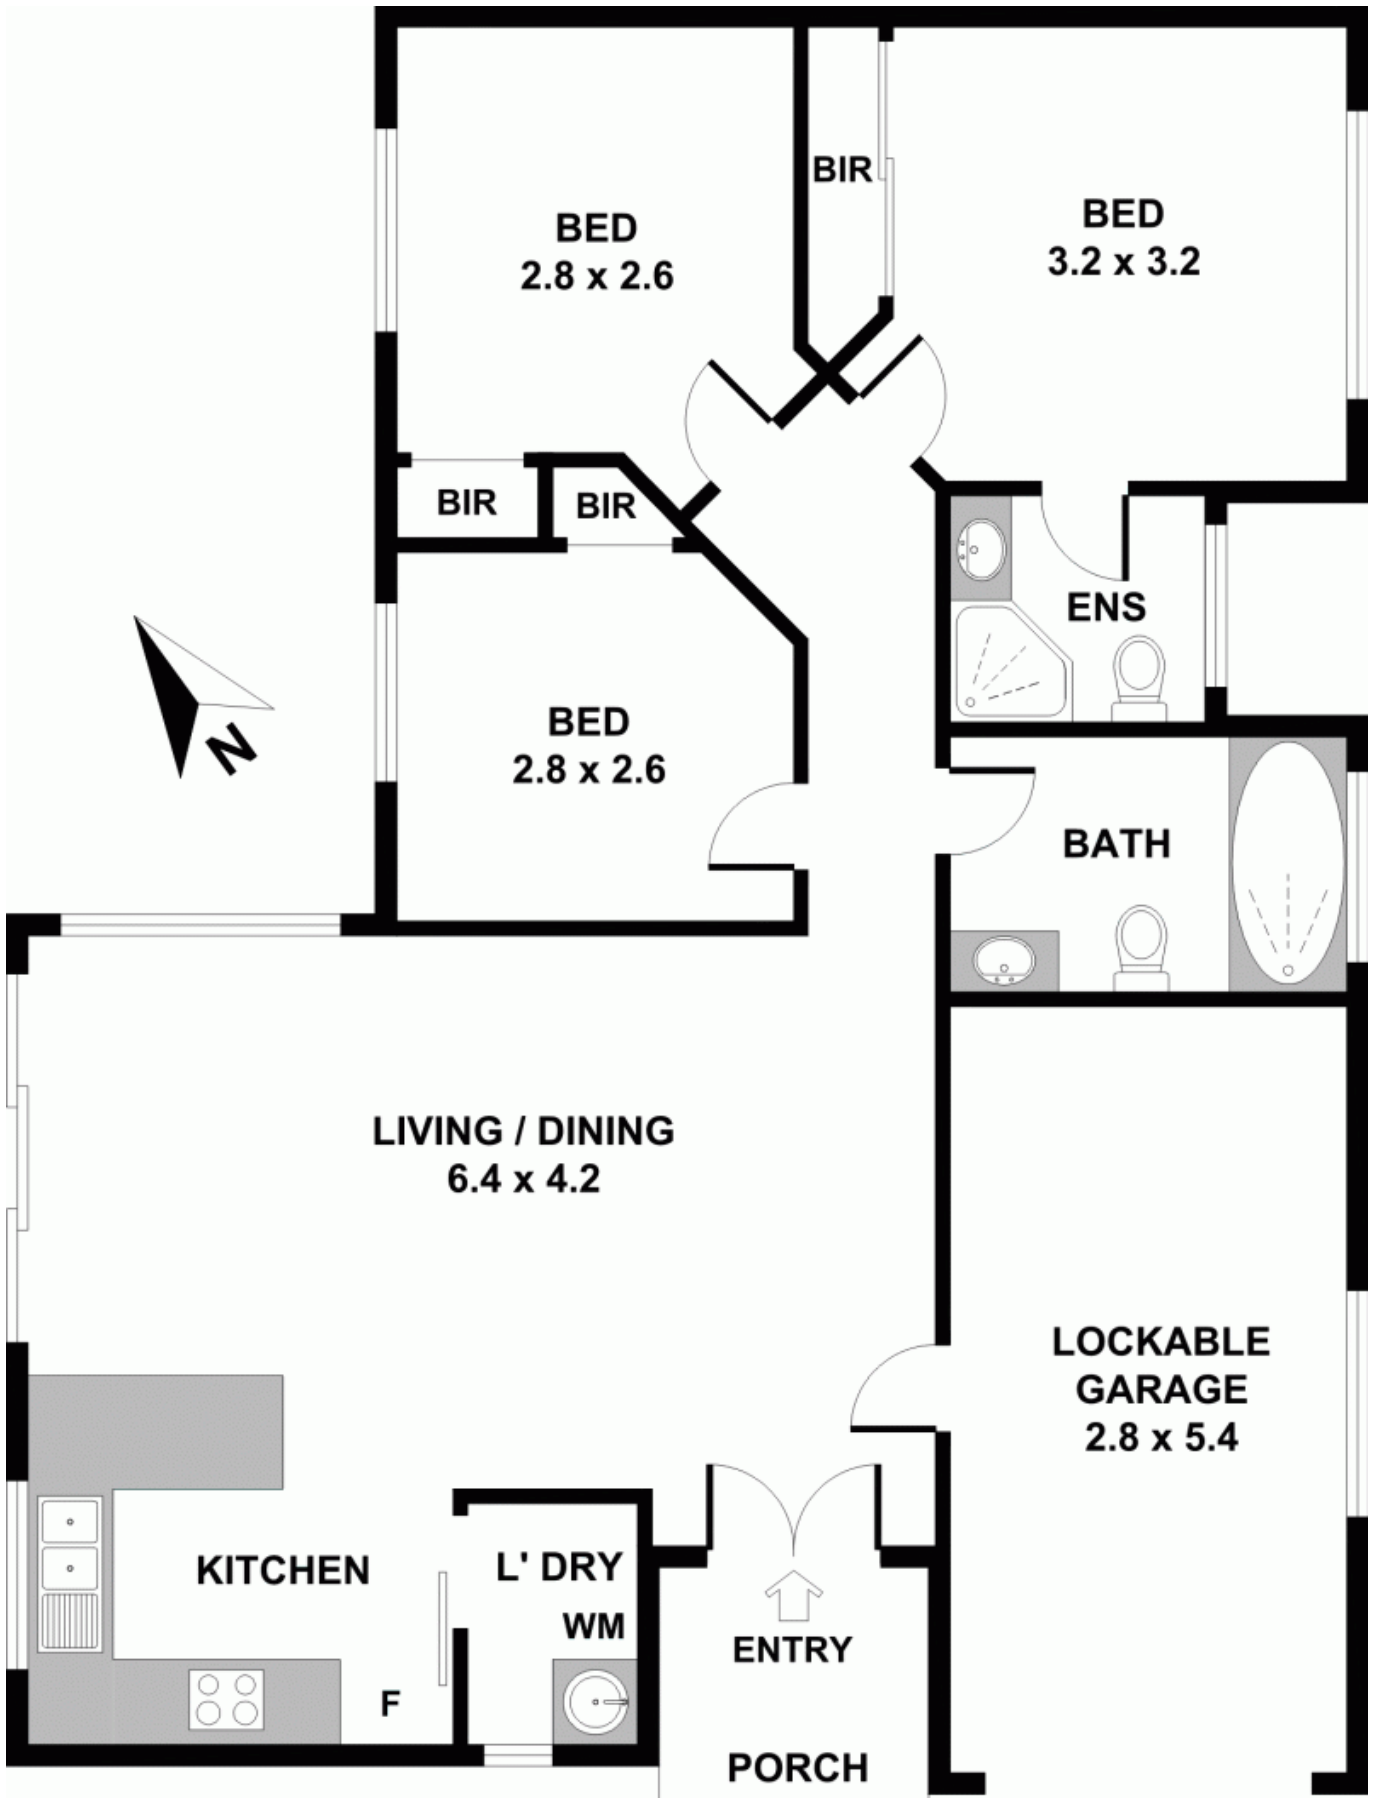 BIR
BED
2.8 x 2.6
BED
3.2 x 3.2
BIR
BIR
ENS
BED
2.8 x 2.6
N
BATH
LIVING / DINING
6.4 x 4.2
LOCKABLE
GARAGE
2.8 x 5.4
KITCHEN
L' DRY
WM
ENTRY
F
PORCH